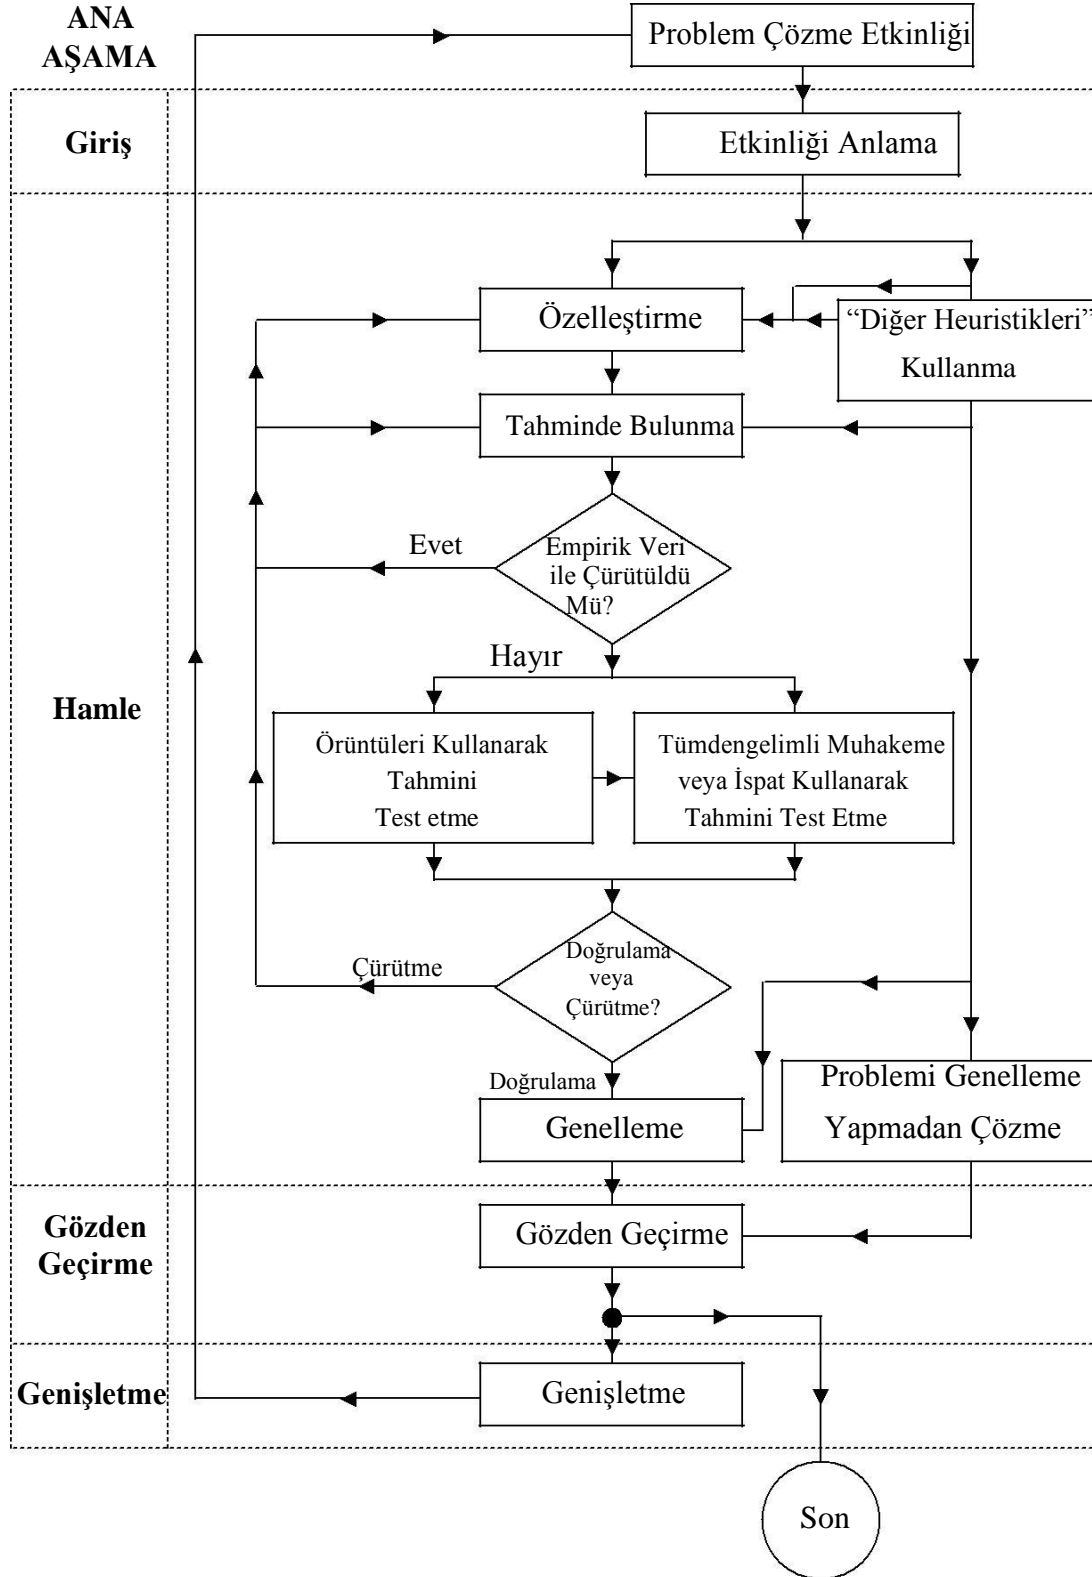 ANA
AŞAMA
Problem Çözme Etkinliği
Giriş
Etkinliği Anlama
Hamle
Özelleştirme
“Diğer Heuristikleri”
Kullanma
Tahminde Bulunma
Evet
Empirik Veri
ile Çürütüldü
Mü?
Hayır
Örüntüleri Kullanarak
Tahmini
Test etme
Tümdengelimli Muhakeme
veya İspat Kullanarak
Tahmini Test Etme
Çürütme
Doğrulama
veya
Çürütme?
Doğrulama
Genelleme
Problemi Genelleme
Yapmadan Çözme
Gözden
Geçirme
Gözden Geçirme
Genişletme
Genişletme
Son